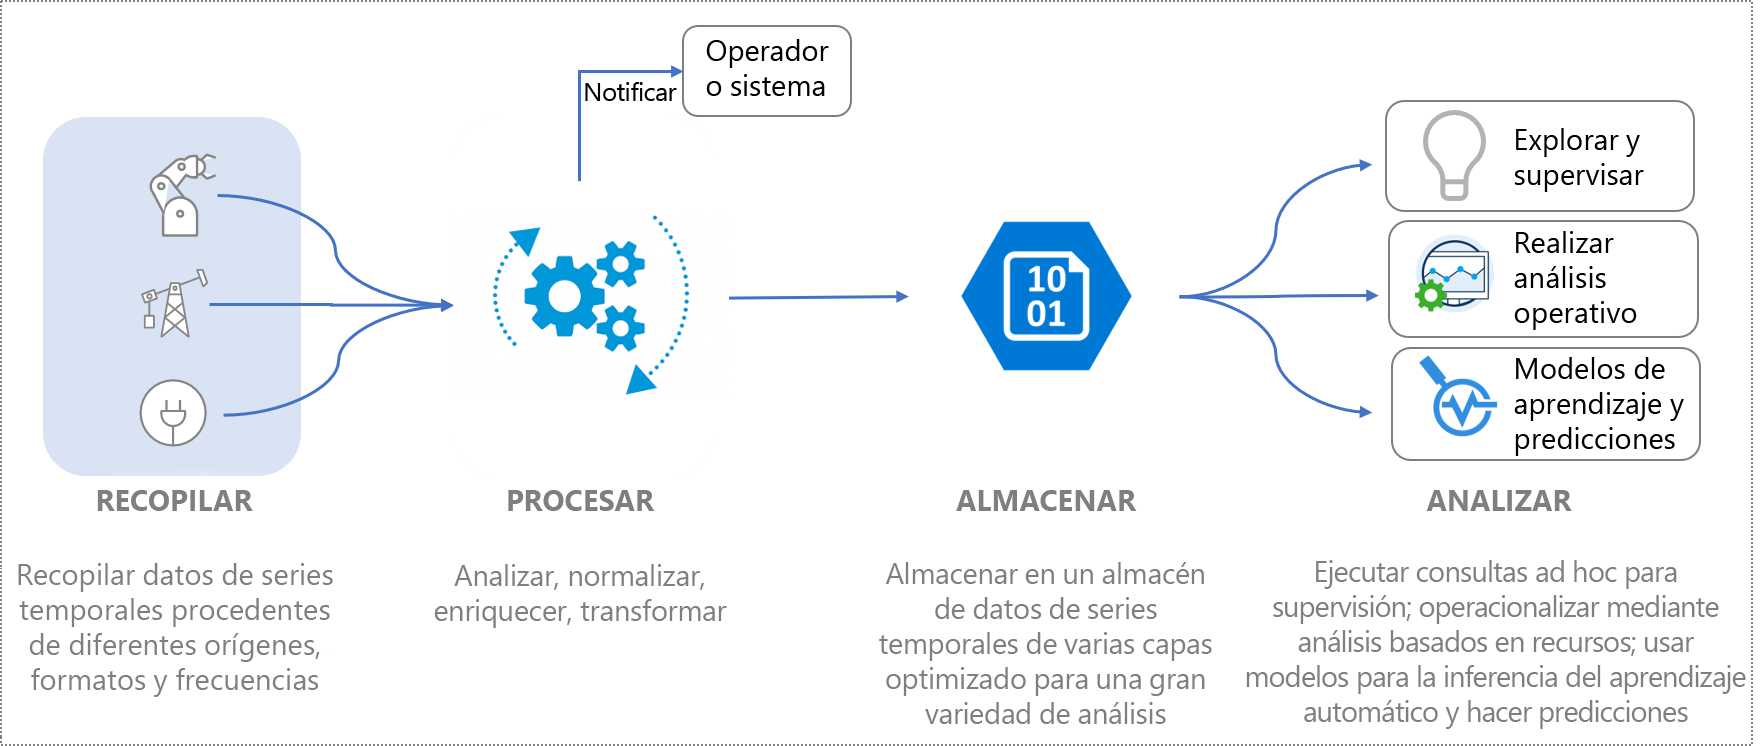 Operador
o sistema
Notificar
Explorar y
supervisar
Realizar
análisis
operativo
Modelos de
aprendizaje y
predicciones
10
01
RECOPILAR
Recopilar datos de series
temporales procedentes
de diferentes orígenes,
formatos y frecuencias
PROCESAR
Analizar, normalizar,
enriquecer, transformar
ALMACENAR
Almacenar en un almacén
de datos de series
temporales de varias capas
optimizado para una gran
variedad de análisis
ANALIZAR
Ejecutar consultas ad hoc para
supervisión; operacionalizar mediante
análisis basados en recursos; usar
modelos para la inferencia del aprendizaje
automático y hacer predicciones